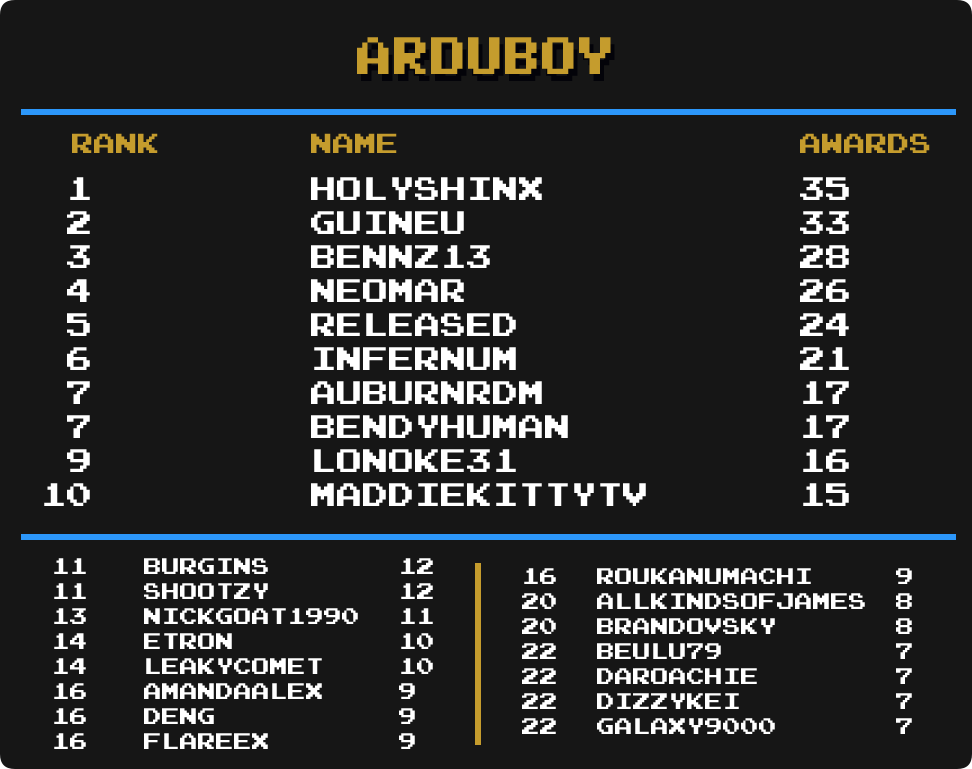 ARDUBOY
RANK NAME AWARDS
1 HOLYSHINX 35
2 GUINEU 33
3 BENNZ13 28
4 NEOMAR 26
5 RELEASED 24
6 INFERNUM 21
7 AUBURNRDM 17
7 BENDYHUMAN 17
9 LONOKE31 16
10 MADDIEKITTYTV 15
11 BURGINS 12
11 SHOOTZY 12
13 NICKGOAT1990 11
14 ETRON 10
14 LEAKYCOMET 10
16 AMANDAALEX 9
16 DENG 9
16 FLAREEX 9
16 ROUKANUMACHI 9
20 ALLKINDSOFJAMES 8
20 BRANDOVSKY 8
22 BEULU79 7
22 DAROACHIE 7
22 DIZZYKEI 7
22 GALAXY9000 7